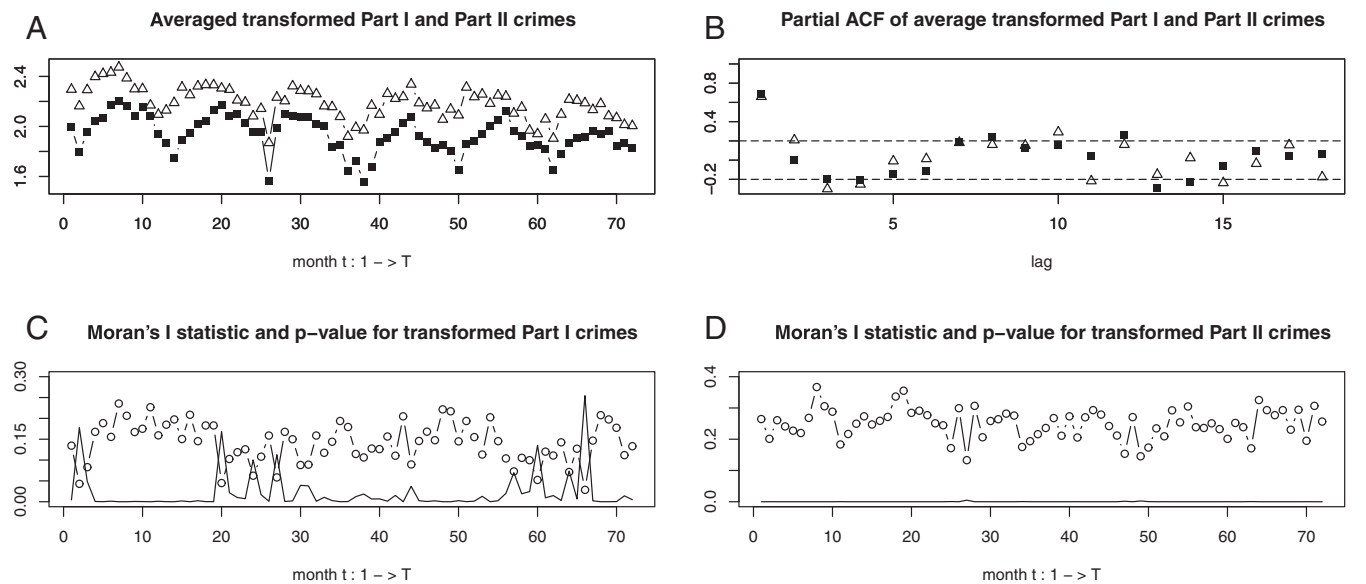 A
Averaged transformed Part I and Part II crimes
2.4
2.0
1.6
0 10 20 30 40 50 60 70
month t : 1 − > T
B
Partial ACF of average transformed Part I and Part II crimes
0.8
0.4
−0.2
5 10 15
lag
C
Moran's I statistic and p−value for transformed Part I crimes
0.30
0.15
0.00
0 10 20 30 40 50 60 70
month t : 1 − > T
D
Moran's I statistic and p−value for transformed Part II crimes
0.4
0.2
0.0
0 10 20 30 40 50 60 70
month t : 1 − > T